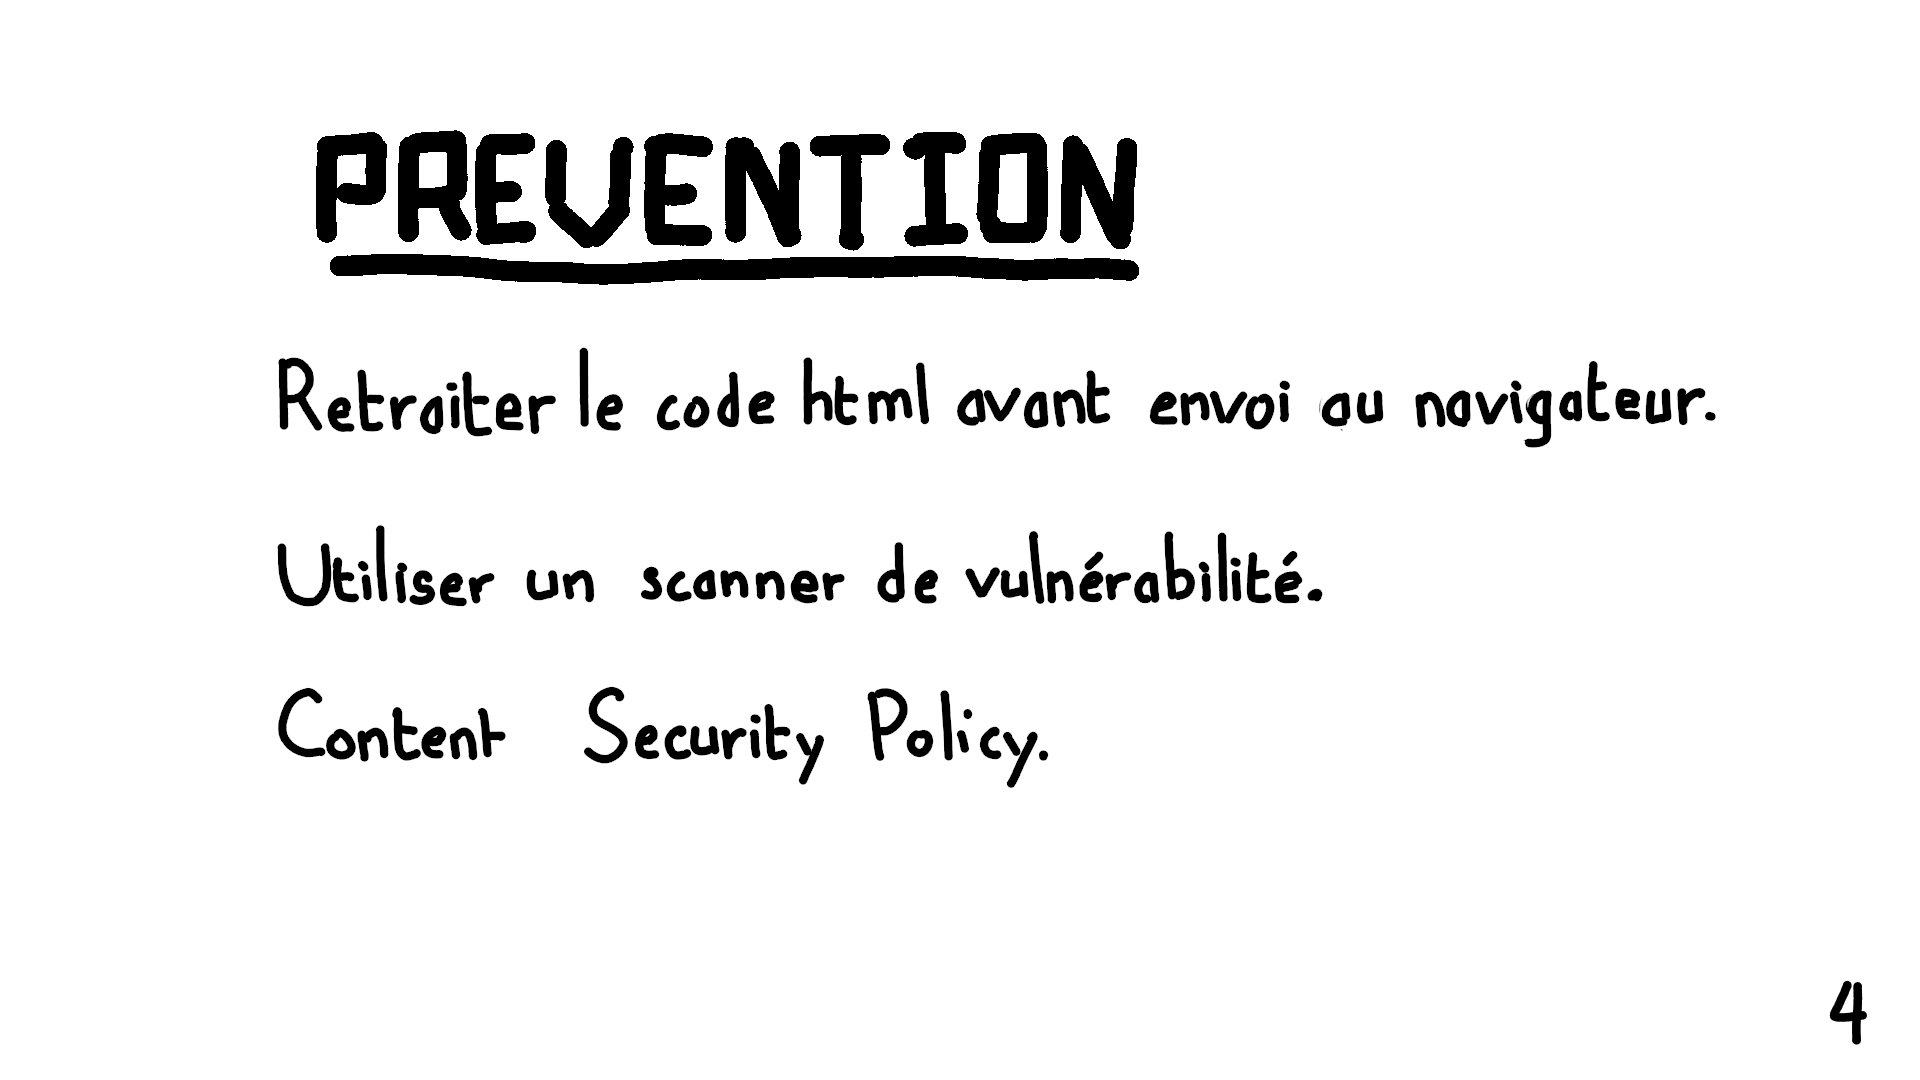 PREVENTION
Retraiter le code html avant envoi au navigateur.
Utiliser un scanner de vulnérabilité.
Content Security Policy.
4